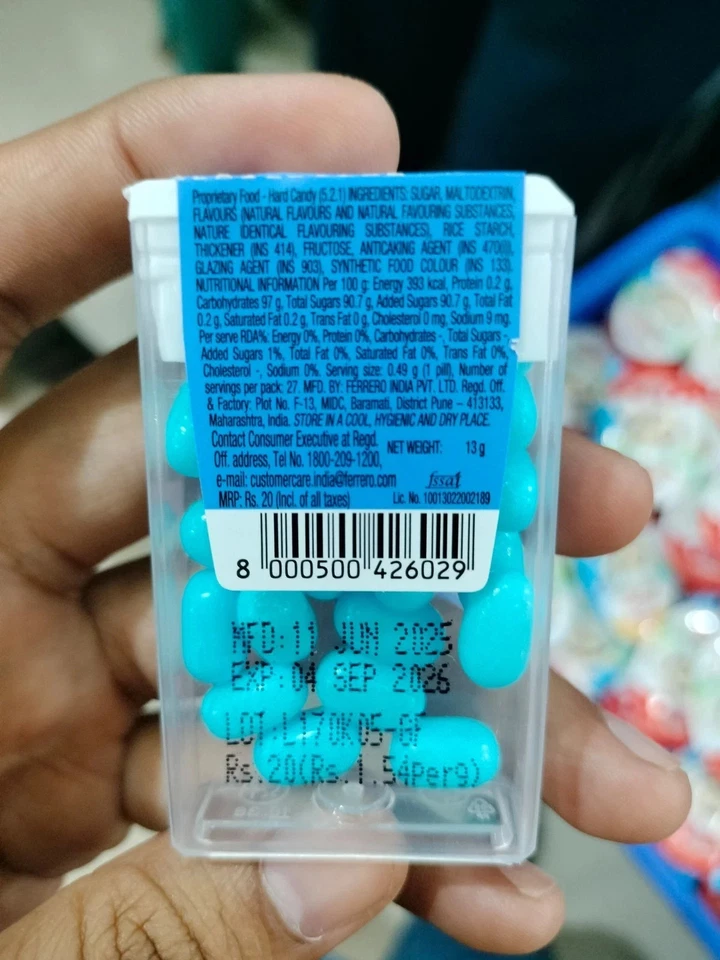 Proprietary Food - Hard Candy (5.2.1) INGREDIENTS: SUGAR, MALTODEXTRIN,
FLAVOURS (NATURAL FLAVOURS AND NATURAL FAVOURING SUBSTANCES,
NATURE IDENTICAL FLAVOURING SUBSTANCES), RICE STARCH,
THICKENER (INS 414), FRUCTOSE, ANTICAKING AGENT (INS 470(iii)),
GLAZING AGENT (INS 903), SYNTHETIC FOOD COLOUR (INS 133).
NUTRITIONAL INFORMATION Per 100 g: Energy 393 kcal, Protein 0.2 g,
Carbohydrates 97 g, Total Sugars 90.7 g, Added Sugars 90.7 g, Total Fat
0.2 g, Saturated Fat 0.2 g, Trans Fat 0 g, Cholesterol 0 mg, Sodium 9 mg.
Per serve RDA%: Energy 0%, Protein 0%, Carbohydrates -, Total Sugars -,
Added Sugars 1%, Total Fat 0%, Saturated Fat 0%, Trans Fat 0%,
Cholesterol -, Sodium 0%. Serving size: 0.49 g (1 pill), Number of
servings per pack: 27. MFD. BY: FERRERO INDIA PVT. LTD. Regd. Off.
& Factory: Plot No. F-13, MIDC, Baramati, District Pune – 413133,
Maharashtra, India. STORE IN A COOL, HYGIENIC AND DRY PLACE.
Contact Consumer Executive at Regd.
Off. address, Tel No. 1800-209-1200,
e-mail: customercare.india@ferrero.com
NET WEIGHT: 13 g
MRP: Rs. 20 (Incl. of all taxes)
fssai
Lic. No. 10013022002189
8 000500 426029
MFD: 11 JUN 2025
EXP: 04 SEP 2026
LOT L170K05-GF
Rs.20(Rs.1.54Perg)